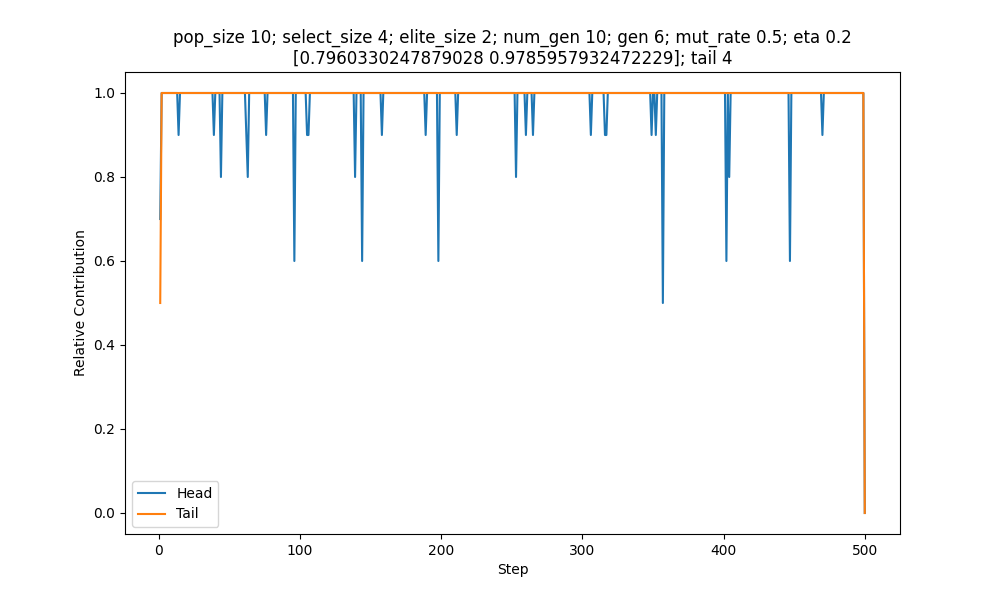 pop_size 10; select_size 4; elite_size 2; num_gen 10; gen 6; mut_rate 0.5; eta 0.2
[0.7960330247879028 0.9785957932472229]; tail 4
1.0
0.8
0.6
0.4
0.2
0.0
Relative Contribution
Head
Tail
0
100
200
300
400
500
Step